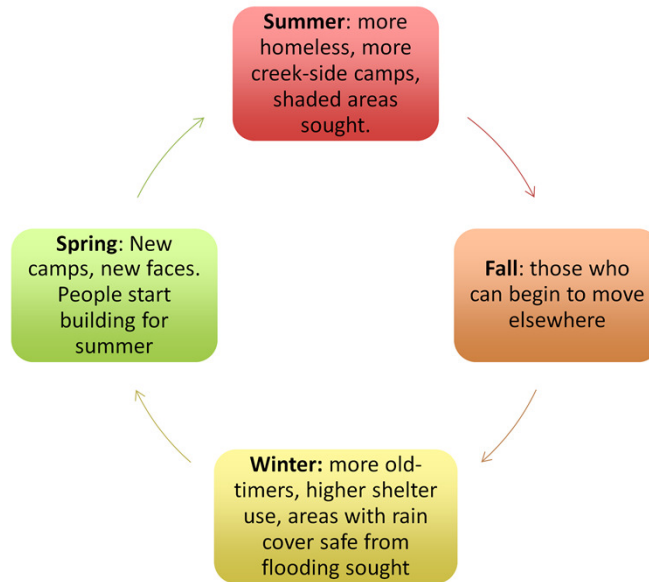 Summer: more
homeless, more
creek-side camps,
shaded areas
sought.
Fall: those who
can begin to move
elsewhere
Winter: more old-
timers, higher shelter
use, areas with rain
cover safe from
flooding sought
Spring: New
camps, new faces.
People start
building for
summer